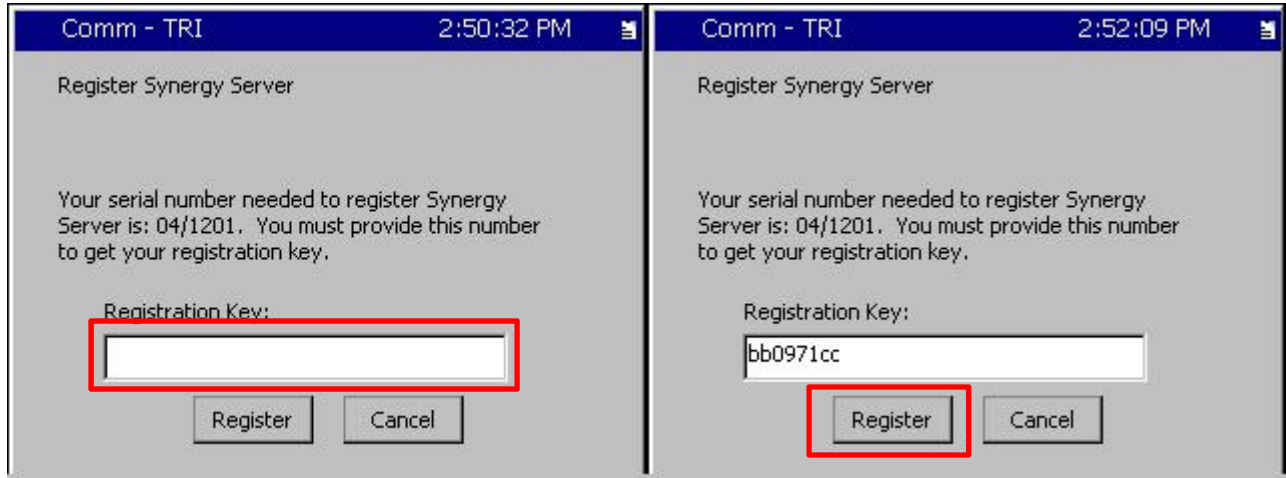 Comm - TRI 2:50:32 PM
Register Synergy Server
Your serial number needed to register Synergy
Server is: 04/1201. You must provide this number
to get your registration key.
Registration Key:
Register Cancel
Comm - TRI 2:52:09 PM
Register Synergy Server
Your serial number needed to register Synergy
Server is: 04/1201. You must provide this number
to get your registration key.
Registration Key:
bb0971cc
Register Cancel